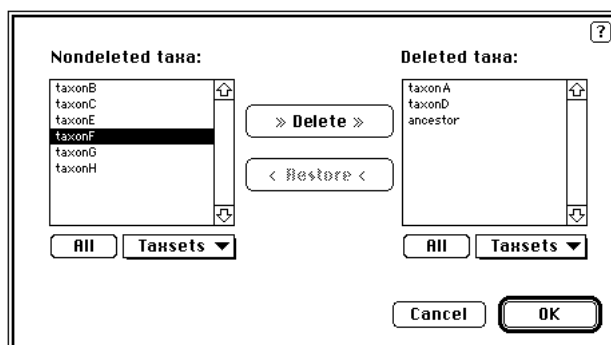 ?
Nondeleted taxa:
taxonB
taxonC
taxonE
taxonF
taxonG
taxonH
All
Taxsets
» Delete »
< Restore <
Deleted taxa:
taxonA
taxonD
ancestor
All
Taxsets
Cancel
OK